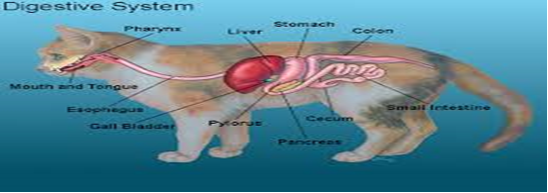 Digestive System
Pharynx
Liver
Stomach
Colon
Mouth and Tongue
Esophagus
Gall Bladder
Pylorus
Cecum
Small Intestine
Pancreas